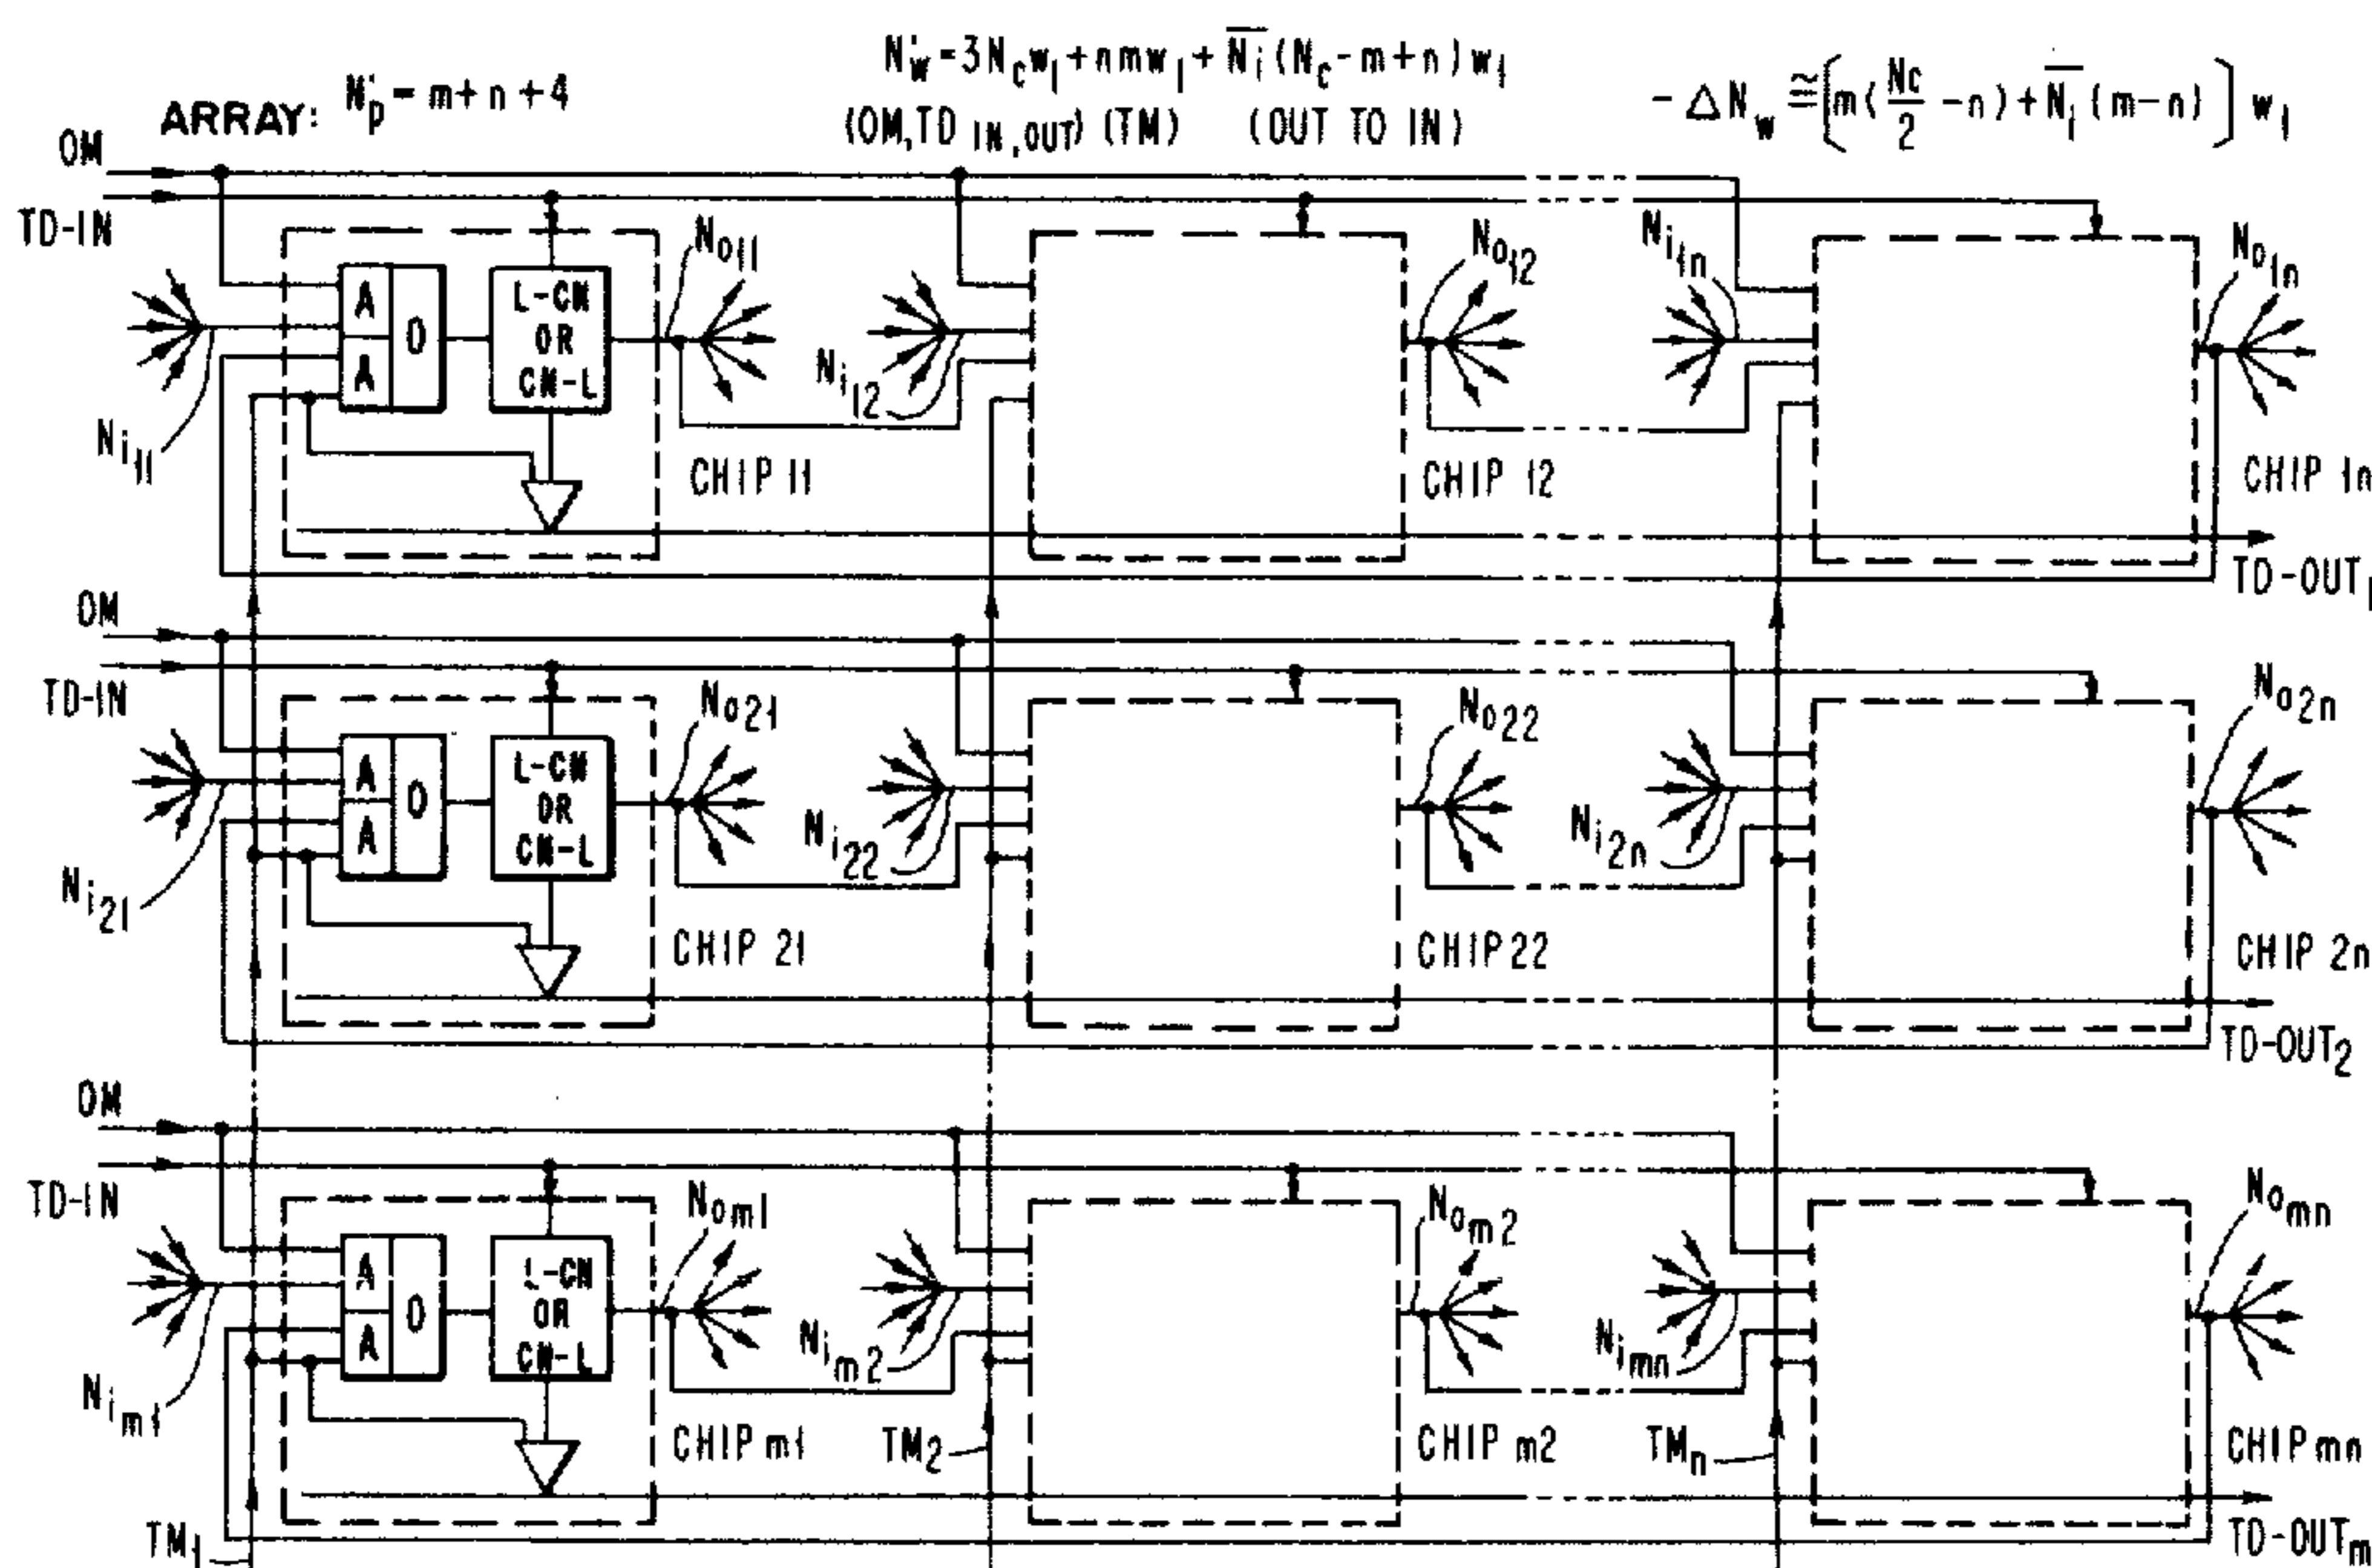 ARRAY: N'p = m+n+4
N'w = 3Ncw1 + nmw1 + N̅i̅(Nc-m+n)w1
(OM,TD IN,OUT) (TM) (OUT TO IN)
-ΔNw ≅ [m(Nc/2 -n)+N̅i̅(m-n)] w1
OM
TD-IN
Ni11
A
A
O
L-CN
OR
CN-L
No11
CHIP 11
Ni12
No12
CHIP 12
Ni1n
No1n
CHIP 1n
TD-OUT1
OM
TD-IN
Ni21
A
A
O
L-CN
OR
CN-L
No21
CHIP 21
Ni22
No22
CHIP22
Ni2n
No2n
CHIP 2n
TD-OUT2
OM
TD-IN
Nim1
A
A
O
L-CN
OR
CN-L
Nom1
CHIP m1
Nim2
Nom2
CHIP m2
Nimn
Nomn
CHIP mn
TM1
TM2
TMn
TD-OUTm